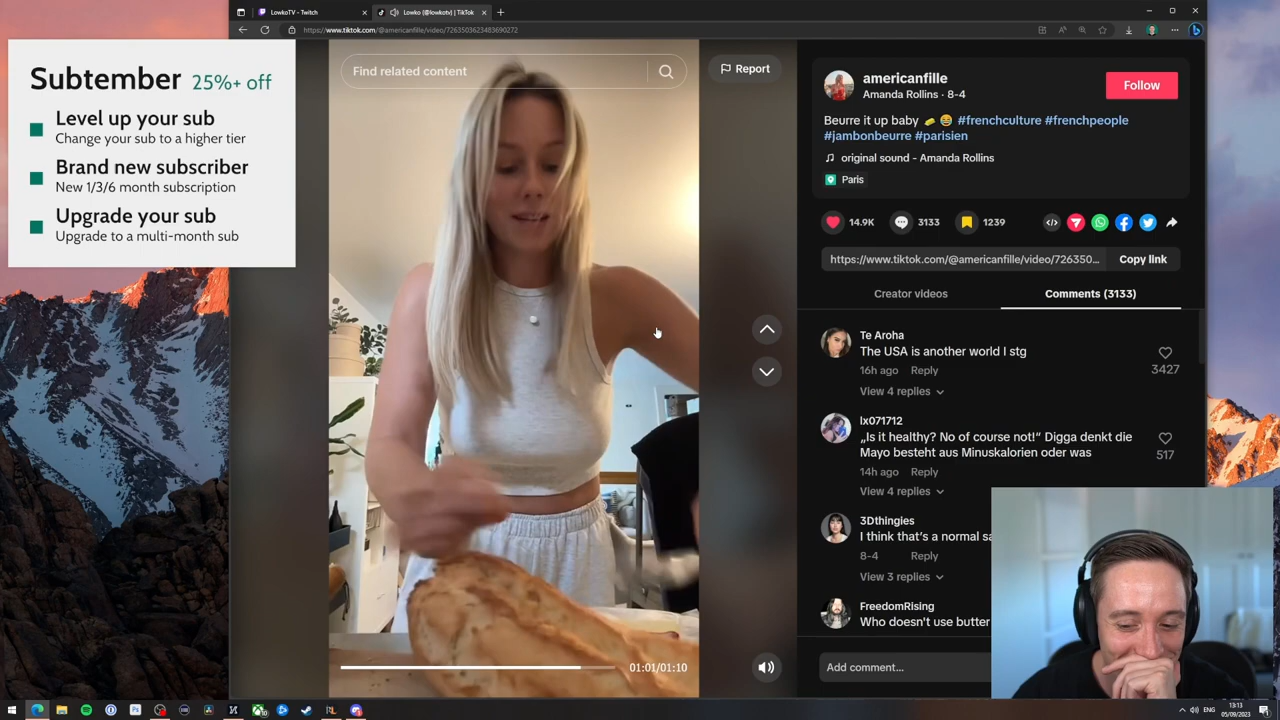 LowkoTV - Twitch
Lowko (@lowkotv) | TikTok
https://www.tiktok.com/@americanfille/video/7263503623483690272
Subtember 25%+ off
Level up your sub
Change your sub to a higher tier
Brand new subscriber
New 1/3/6 month subscription
Upgrade your sub
Upgrade to a multi-month sub
Find related content
Report
01:01/01:10
americanfille
Amanda Rollins · 8-4
Follow
Beurre it up baby 🧈 😂 #frenchculture #frenchpeople
#jambonbeurre #parisien
original sound - Amanda Rollins
Paris
14.9K
3133
1239
https://www.tiktok.com/@americanfille/video/726350...
Copy link
Creator videos
Comments (3133)
Te Aroha
The USA is another world I stg
16h ago Reply
3427
View 4 replies
lx071712
„Is it healthy? No of course not!“ Digga denkt die
Mayo besteht aus Minuskalorien oder was
517
14h ago Reply
View 4 replies
3Dthingies
I think that's a normal sa
8-4 Reply
View 3 replies
FreedomRising
Who doesn't use butter
Add comment...
ENG
13:13
05/09/2023